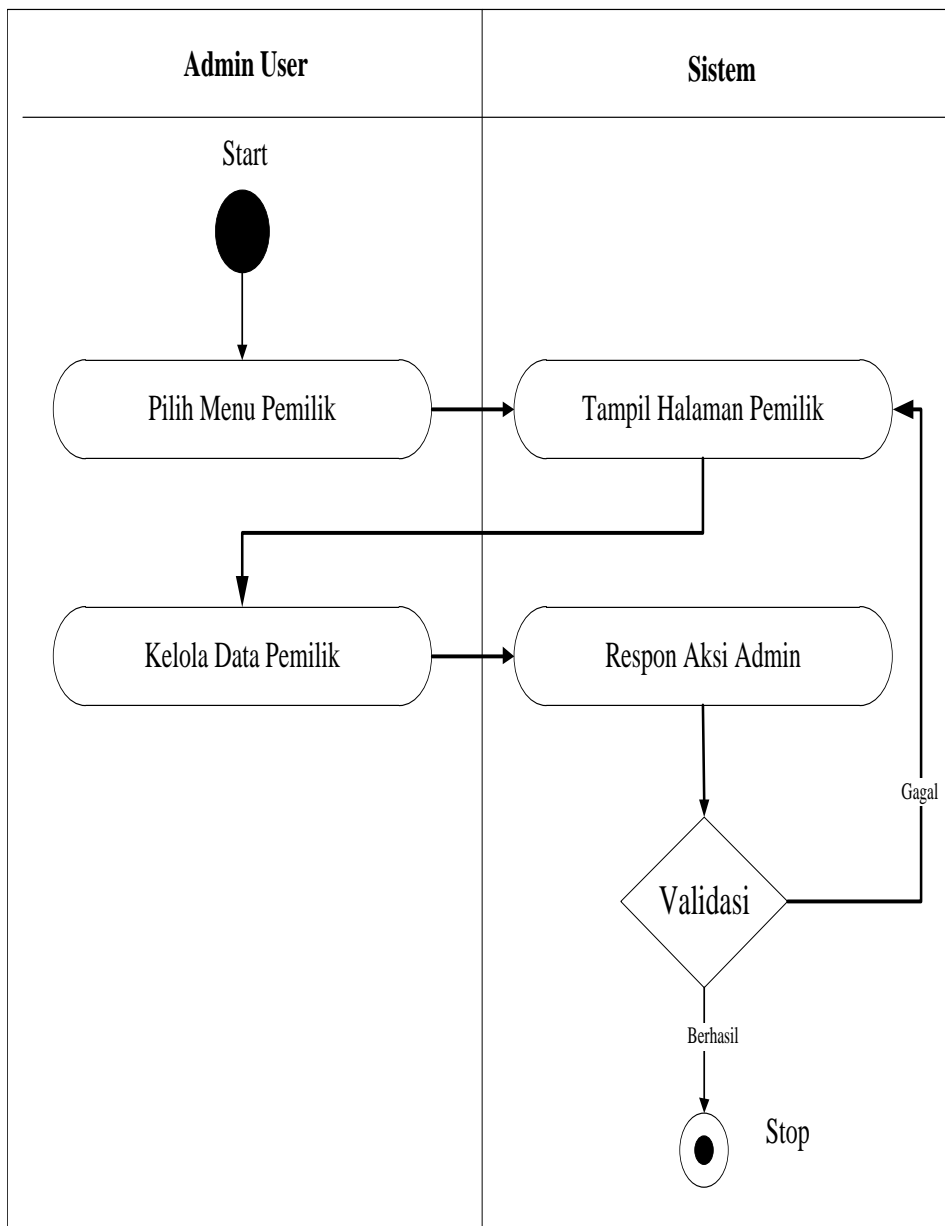 Admin User
Sistem
Start
Pilih Menu Pemilik
Tampil Halaman Pemilik
Kelola Data Pemilik
Respon Aksi Admin
Gagal
Validasi
Berhasil
Stop